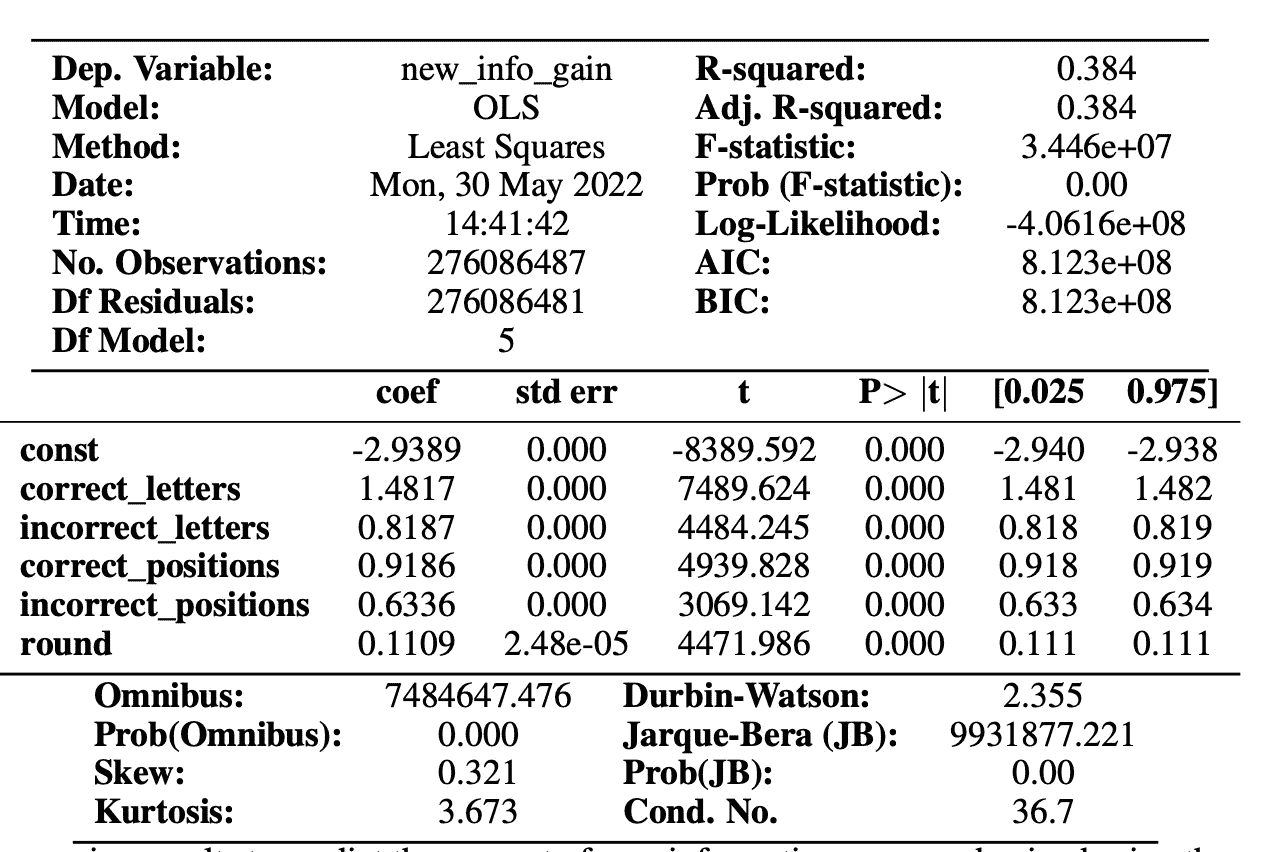 Dep. Variable: new_info_gain R-squared: 0.384
Model: OLS Adj. R-squared: 0.384
Method: Least Squares F-statistic: 3.446e+07
Date: Mon, 30 May 2022 Prob (F-statistic): 0.00
Time: 14:41:42 Log-Likelihood: -4.0616e+08
No. Observations: 276086487 AIC: 8.123e+08
Df Residuals: 276086481 BIC: 8.123e+08
Df Model: 5
coef std err t P> |t| [0.025 0.975]
const -2.9389 0.000 -8389.592 0.000 -2.940 -2.938
correct_letters 1.4817 0.000 7489.624 0.000 1.481 1.482
incorrect_letters 0.8187 0.000 4484.245 0.000 0.818 0.819
correct_positions 0.9186 0.000 4939.828 0.000 0.918 0.919
incorrect_positions 0.6336 0.000 3069.142 0.000 0.633 0.634
round 0.1109 2.48e-05 4471.986 0.000 0.111 0.111
Omnibus: 7484647.476 Durbin-Watson: 2.355
Prob(Omnibus): 0.000 Jarque-Bera (JB): 9931877.221
Skew: 0.321 Prob(JB): 0.00
Kurtosis: 3.673 Cond. No. 36.7